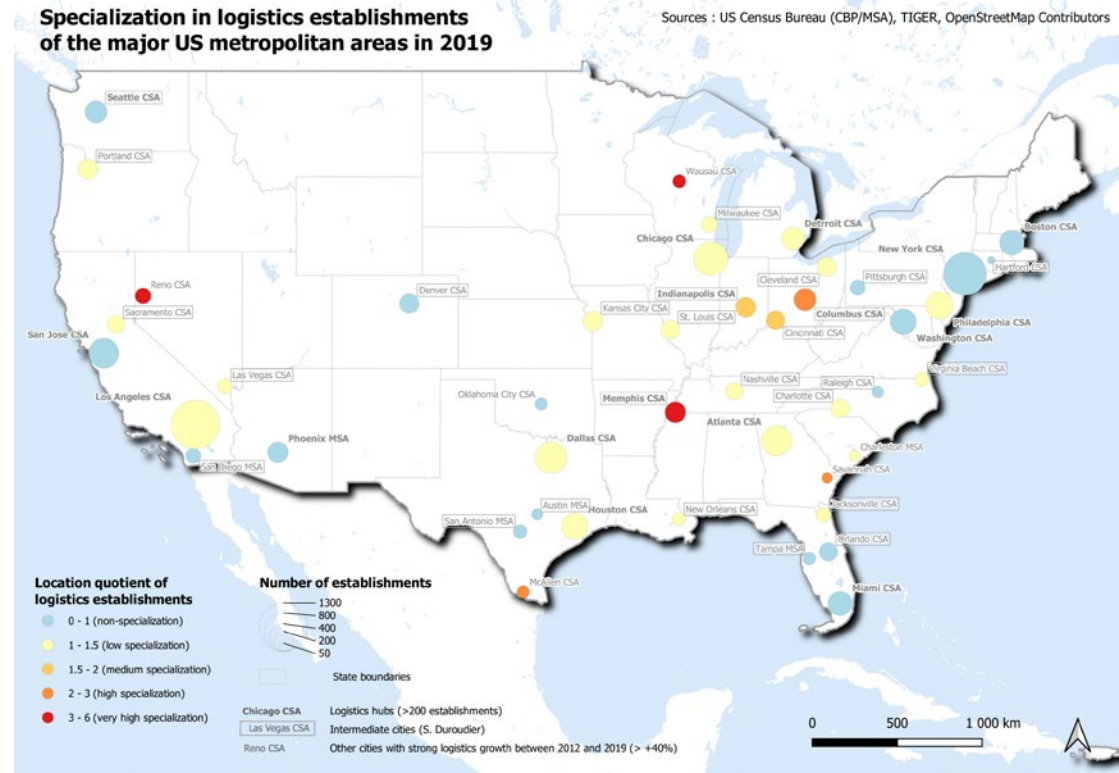 Specialization in logistics establishments
of the major US metropolitan areas in 2019
Sources : US Census Bureau (CBP/MSA), TIGER, OpenStreetMap Contributors
Seattle CSA
Portland CSA
Wausau CSA
Milwaukee CSA
Detrroit CSA
Chicago CSA
Boston CSA
New York CSA
Hartford CSA
Cleveland CSA
Pittsburgh CSA
Reno CSA
Denver CSA
Indianapolis CSA
Sacramento CSA
Kansas City CSA
St. Louis CSA
Columbus CSA
Philadelphia CSA
Cincinnati CSA
Washington CSA
San Jose CSA
Las Vegas CSA
Virginia Beach CSA
Nashville CSA
Raleigh CSA
Oklahoma City CSA
Los Angeles CSA
Memphis CSA
Charlotte CSA
Atlanta CSA
Phoenix MSA
Dallas CSA
Charleston MSA
San Diego MSA
Savannah CSA
Austin MSA
Houston CSA
New Orleans CSA
Jacksonville CSA
San Antonio MSA
Orlando CSA
Tampa MSA
McAllen CSA
Miami CSA
Location quotient of
logistics establishments
0 - 1 (non-specialization)
1 - 1.5 (low specialization)
1.5 - 2 (medium specialization)
2 - 3 (high specialization)
3 - 6 (very high specialization)
Number of establishments
1300
800
400
200
50
State boundaries
Chicago CSA Logistics hubs (>200 establishments)
Las Vegas CSA Intermediate cities (S. Duroudier)
Reno CSA Other cities with strong logistics growth between 2012 and 2019 (> +40%)
0 500 1 000 km